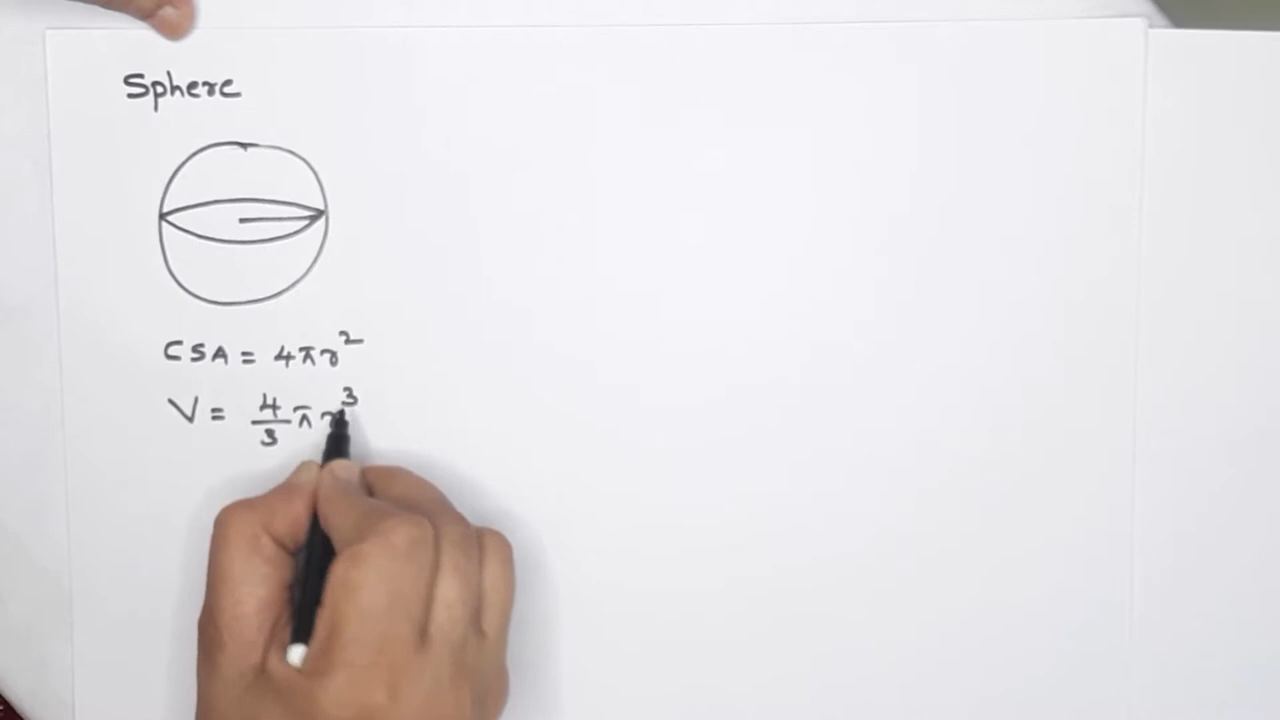 Sphere
CSA = 4πr²
V = 4/3 πr³